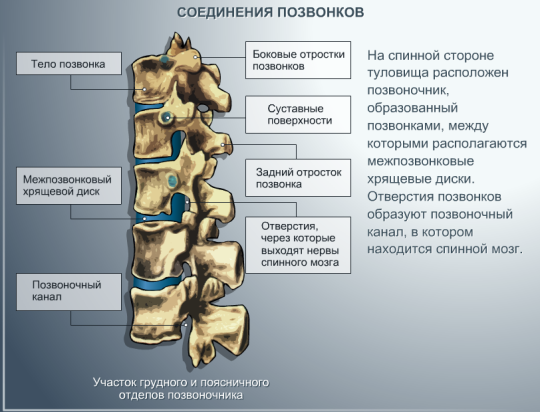 СОЕДИНЕНИЯ ПОЗВОНКОВ
Тело позвонка
Межпозвонковый
хрящевой диск
Позвоночный
канал
Боковые отростки
позвонков
Суставные
поверхности
Задний отросток
позвонка
Отверстия,
через которые
выходят нервы
спинного мозга
На спинной стороне
туловища расположен
позвоночник,
образованный
позвонками, между
которыми располагаются
межпозвонковые
хрящевые диски.
Отверстия позвонков
образуют позвоночный
канал, в котором
находится спинной мозг.
Участок грудного и поясничного
отделов позвоночника